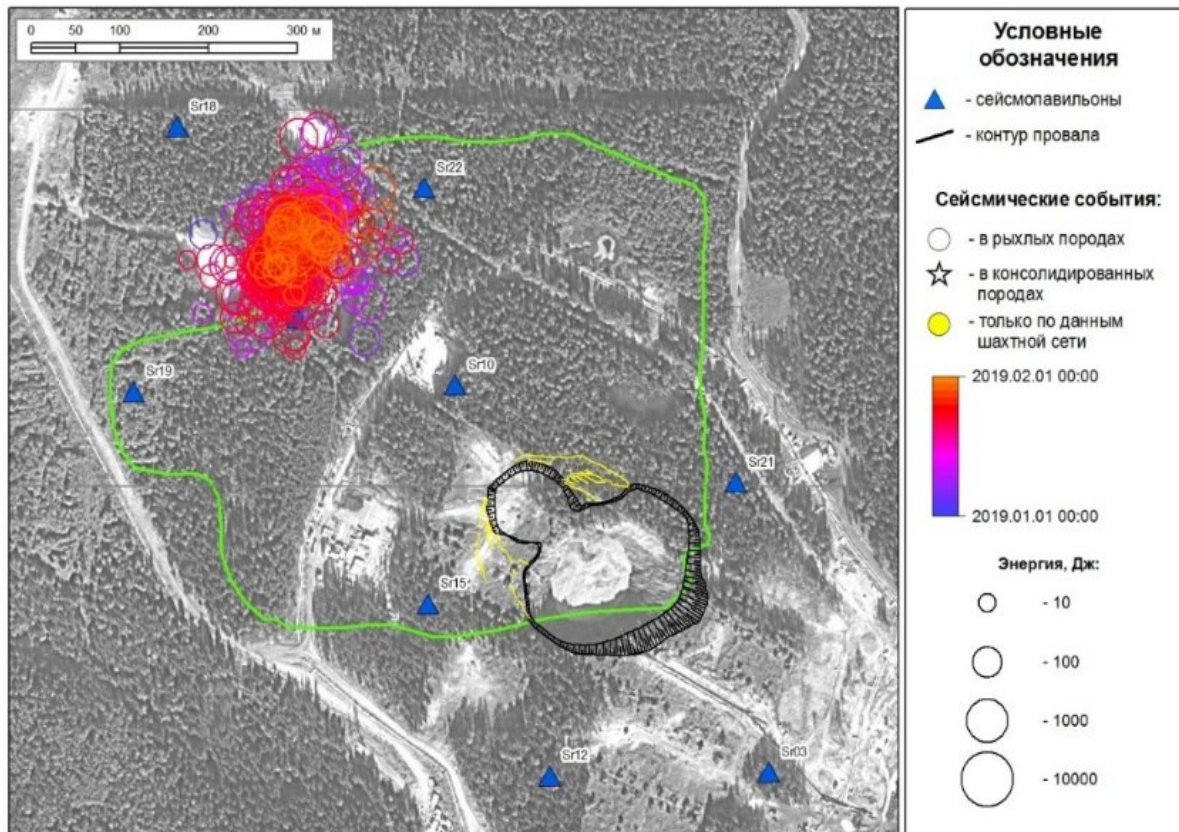 0 50 100 200 300 м
Sr18
Sr22
Sr19
Sr10
Sr21
Sr15
Sr12
Sr03
Условные
обозначения
- сейсмопавильоны
- контур провала
Сейсмические события:
- в рыхлых породах
- в консолидированных
породах
- только по данным
шахтной сети
2019.02.01 00:00
2019.01.01 00:00
Энергия, Дж:
- 10
- 100
- 1000
- 10000